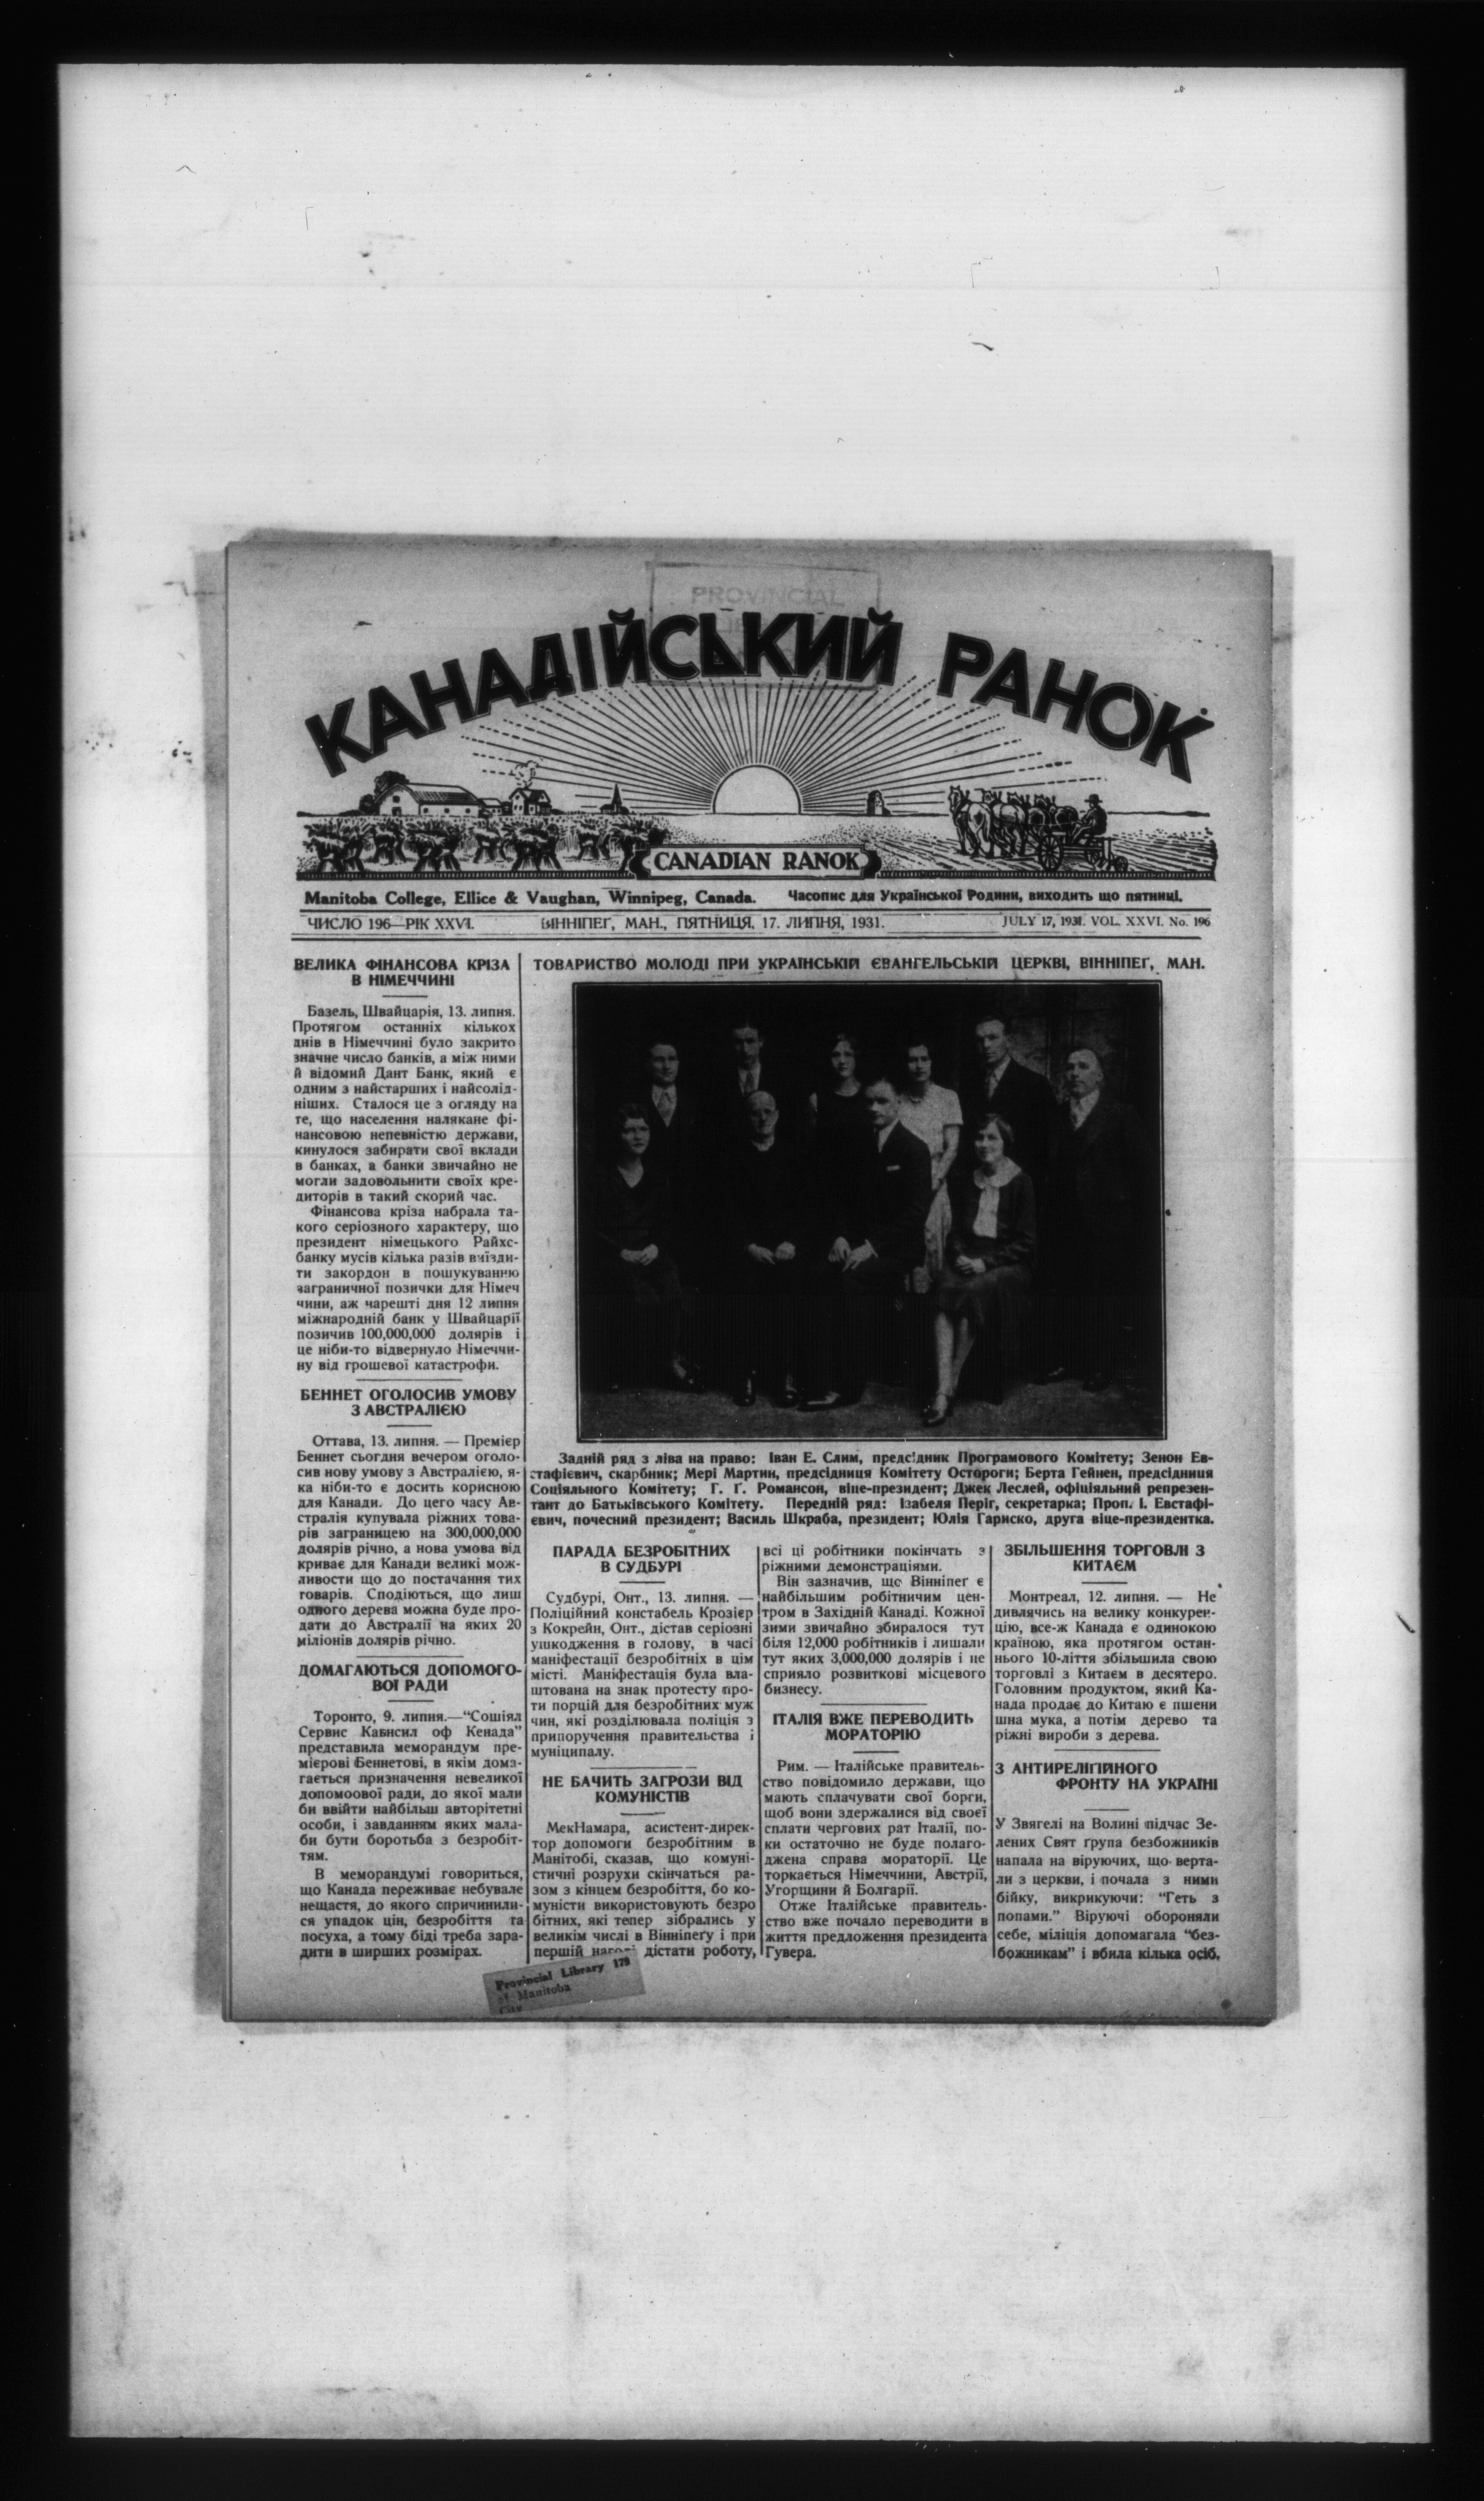 PROVINCIAL
КАНАДІЙСЬКИЙ РАНОК
CANADIAN RANOK
Manitoba College, Ellice & Vaughan, Winnipeg, Canada. Часопис для Української Родини, виходить що пятниці.
ЧИСЛО 196—РІК XXVI. ВІННІПЕҐ, МАН., ПЯТНИЦЯ, 17. ЛИПНЯ, 1931. JULY 17, 1931. VOL. XXVI. No. 196
ВЕЛИКА ФІНАНСОВА КРІЗА
В НІМЕЧЧИНІ
Базель, Швайцарія, 13. липня.
Протягом останніх кількох
днів в Німеччині було закрито
значне число банків, а між ними
й відомий Дант Банк, який є
одним з найстарших і найсолід-
ніших. Сталося це з огляду на
те, що населення налякане фі-
нансовою непевністю держави,
кинулося забирати свої вклади
в банках, а банки звичайно не
могли задовольнити своїх кре-
диторів в такий скорий час.
Фінансова кріза набрала та-
кого серіозного характеру, що
президент німецького Райхс-
банку мусів кілька разів виїзди-
ти закордон в пошукуванню
заграничної позички для Німеч
чини, аж нарешті дня 12 липня
міжнародній банк у Швайцарії
позичив 100,000,000 долярів і
це ніби-то відвернуло Німеччи-
ну від грошевої катастрофи.
БЕННЕТ ОГОЛОСИВ УМОВУ
З АВСТРАЛІЄЮ
Оттава, 13. липня. — Премієр
Беннет сьогдня вечером оголо-
сив нову умову з Австралією, я-
ка ніби-то є досить корисною
для Канади. До цего часу Ав-
стралія купувала ріжних това-
рів заграницею на 300,000,000
долярів річно, а нова умова від
криває для Канади великі мож-
ливости що до постачання тих
товарів. Сподіються, що лиш
одного дерева можна буде про-
дати до Австралії на яких 20
міліонів долярів річно.
ДОМАГАЮТЬСЯ ДОПОМОГО-
ВОЇ РАДИ
Торонто, 9. липня.—“Сошіял
Сервис Кавнсил оф Кенада”
представила меморандум пре-
мієрові Беннетові, в якім дома-
гається призначення невеликої
допомоової ради, до якої мали
би ввійти найбільш авторітетні
особи, і завданням яких мала-
би бути боротьба з безробіт-
тям.
В меморандумі говориться,
що Канада переживає небувале
нещастя, до якого спричинили-
ся упадок цін, безробіття та
посуха, а тому біді треба зара-
дити в ширших розмірах.
ТОВАРИСТВО МОЛОДІ ПРИ УКРАІНСЬКІЙ ЄВАНГЕЛЬСЬКІЙ ЦЕРКВІ, ВІННІПЕҐ, МАН.
Задній ряд з ліва на право: Іван Е. Слим, предсідник Програмового Комітету; Зенон Ев-
стафієвич, скарбник; Мері Мартин, предсідниця Комітету Остороги; Берта Гейнен, предсідниця
Соціяльного Комітету; Г. Ґ. Романсон, віце-президент; Джек Леслей, офіціяльний репрезен-
тант до Батьківського Комітету. Передній ряд: Ізабеля Періг, секретарка; Проп. І. Евстафі-
євич, почесний президент; Василь Шкраба, президент; Юлія Гариско, друга віце-президентка.
ПАРАДА БЕЗРОБІТНИХ
В СУДБУРІ
Судбурі, Онт., 13. липня. —
Поліційний констабель Крозієр
з Кокрейн, Онт., дістав серіозні
ушкодження в голову, в часі
маніфестації безробітніх в цім
місті. Маніфестація була вла-
штована на знак протесту про-
ти порцій для безробітних муж
чин, які розділювала поліція з
припоручення правительства і
муніципалу.
НЕ БАЧИТЬ ЗАГРОЗИ ВІД
КОМУНІСТІВ
МекНамара, асистент-дирек-
тор допомоги безробітним в
Манітобі, сказав, що комуні-
стичні розрухи скінчаться ра-
зом з кінцем безробіття, бо ко-
муністи використовують безро
бітних, які тепер зібрались у
великім числі в Вінніпегу і при
першій нагоді дістати роботу,
всі ці робітники покінчать з
ріжними демонстраціями.
Він зазначив, що Вінніпег є
найбільшим робітничим цен-
тром в Західній Канаді. Кожної
зими звичайно збиралося тут
біля 12,000 робітників і лишали
тут яких 3,000,000 долярів і це
сприяло розвиткові місцевого
бизнесу.
ІТАЛІЯ ВЖЕ ПЕРЕВОДИТЬ
МОРАТОРІЮ
Рим. — Італійське правитель-
ство повідомило держави, що
мають сплачувати свої борги,
щоб вони здержалися від своєї
сплати чергових рат Італії, по-
ки остаточно не буде полаго-
джена справа мораторії. Це
торкається Німеччини, Австрії,
Угорщини й Болгарії.
Отже Італійське правитель-
ство вже почало переводити в
життя предложення президента
Гувера.
ЗБІЛЬШЕННЯ ТОРГОВЛІ З
КИТАЄМ
Монтреал, 12. липня. — Не
дивлячись на велику конкурен-
цію, все-ж Канада є одинокою
країною, яка протягом остан-
нього 10-ліття збільшила свою
торговлі з Китаєм в десятеро.
Головним продуктом, який Ка-
нада продає до Китаю є пшени
шна мука, а потім дерево та
ріжні вироби з дерева.
З АНТИРЕЛІГІЙНОГО
ФРОНТУ НА УКРАІНІ
У Звягелі на Волині підчас Зе-
лених Свят ґрупа безбожників
напала на віруючих, що верта-
ли з церкви, і почала з ними
бійку, викрикуючи: “Геть з
попами.” Віруючі обороняли
себе, міліція допомагала “без-
божникам” і вбила кілька осіб.
Provincial Library 179
of Manitoba
City